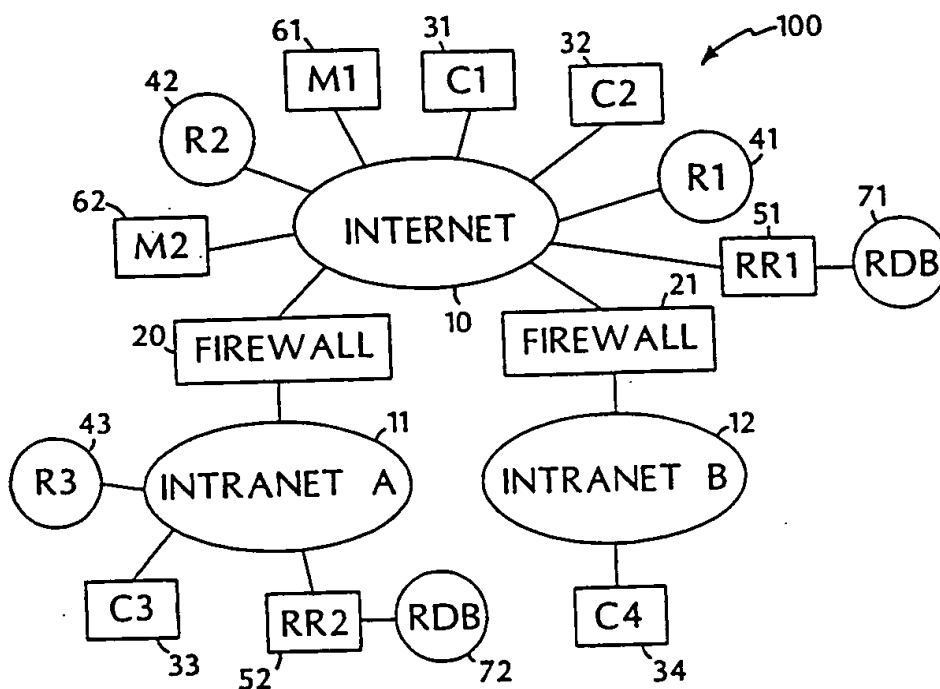 61
31
32
100
M1
C1
C2
42
R2
41
R1
62
M2
INTERNET
51
71
RR1
RDB
10
21
20
FIREWALL
FIREWALL
11
12
43
R3
INTRANET A
INTRANET B
C3
33
RR2
52
RDB
72
C4
34